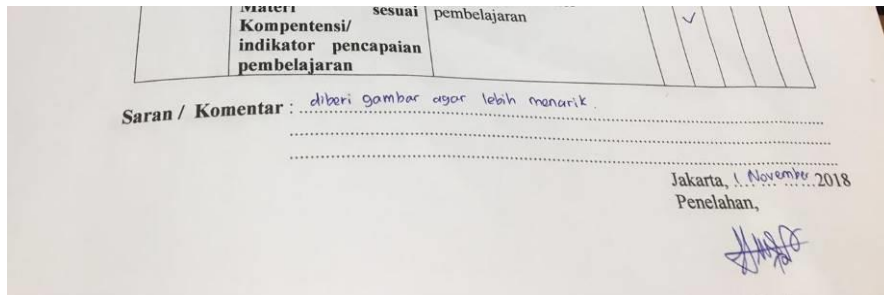 Materi sesuai
pembelajaran
Kompentensi/
indikator pencapaian
pembelajaran
Saran / Komentar : diberi gambar agar lebih menarik.
Jakarta, 1 November 2018
Penelahan,